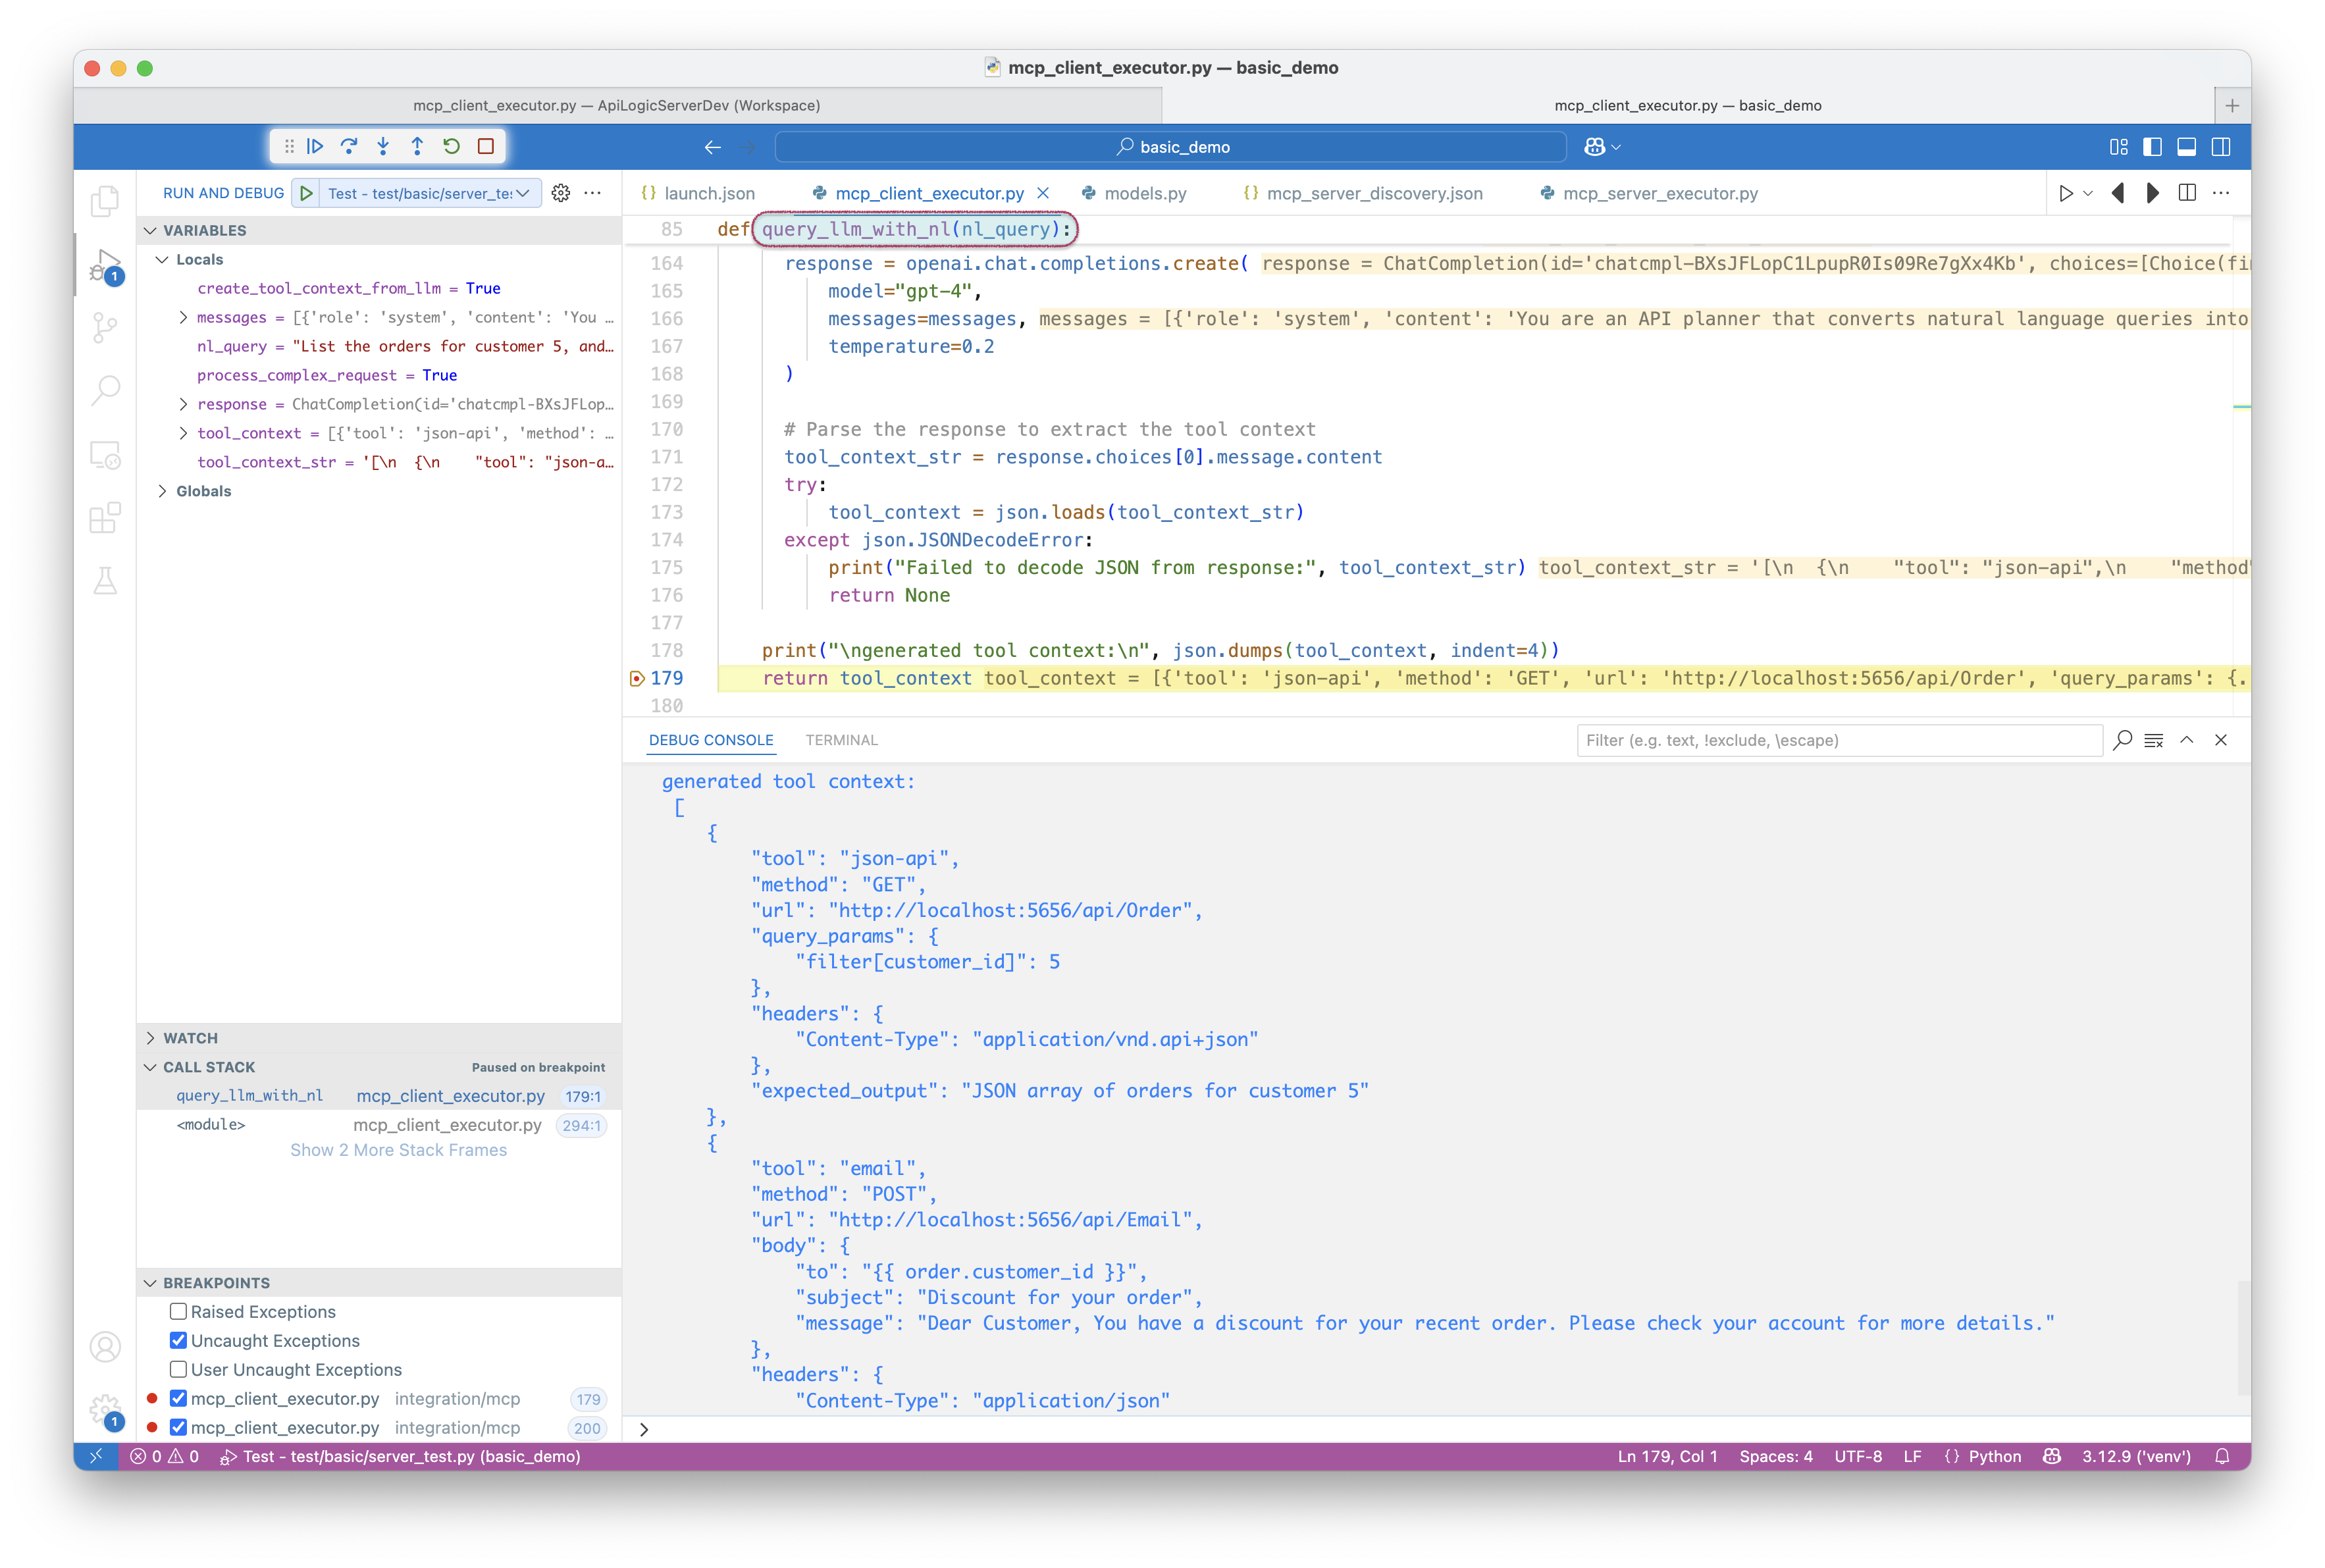 mcp_client_executor.py — basic_demo
mcp_client_executor.py — ApiLogicServerDev (Workspace)
mcp_client_executor.py — basic_demo
basic_demo
RUN AND DEBUG
Test - test/basic/server_tes
launch.json
mcp_client_executor.py
models.py
mcp_server_discovery.json
mcp_server_executor.py
VARIABLES
Locals
create_tool_context_from_llm = True
messages = [{'role': 'system', 'content': 'You …
nl_query = "List the orders for customer 5, and…
process_complex_request = True
response = ChatCompletion(id='chatcmpl-BXsJFLop…
tool_context = [{'tool': 'json-api', 'method': …
tool_context_str = '[\n  {\n    "tool": "json-a…
Globals
WATCH
CALL STACK
Paused on breakpoint
query_llm_with_nl mcp_client_executor.py 179:1
<module> mcp_client_executor.py 294:1
Show 2 More Stack Frames
BREAKPOINTS
Raised Exceptions
Uncaught Exceptions
User Uncaught Exceptions
mcp_client_executor.py integration/mcp 179
mcp_client_executor.py integration/mcp 200
1
1
85 def query_llm_with_nl(nl_query):
164 response = openai.chat.completions.create( response = ChatCompletion(id='chatcmpl-BXsJFLopC1LpupR0Is09Re7gXx4Kb', choices=[Choice(fin
165 model="gpt-4",
166 messages=messages, messages = [{'role': 'system', 'content': 'You are an API planner that converts natural language queries into
167 temperature=0.2
168 )
169
170 # Parse the response to extract the tool context
171 tool_context_str = response.choices[0].message.content
172 try:
173 tool_context = json.loads(tool_context_str)
174 except json.JSONDecodeError:
175 print("Failed to decode JSON from response:", tool_context_str) tool_context_str = '[\n  {\n    "tool": "json-api",\n    "method"
176 return None
177
178 print("\ngenerated tool context:\n", json.dumps(tool_context, indent=4))
179 return tool_context tool_context = [{'tool': 'json-api', 'method': 'GET', 'url': 'http://localhost:5656/api/Order', 'query_params': {.
180
DEBUG CONSOLE
TERMINAL
Filter (e.g. text, !exclude, \escape)
generated tool context:
[
{
"tool": "json-api",
"method": "GET",
"url": "http://localhost:5656/api/Order",
"query_params": {
"filter[customer_id]": 5
},
"headers": {
"Content-Type": "application/vnd.api+json"
},
"expected_output": "JSON array of orders for customer 5"
},
{
"tool": "email",
"method": "POST",
"url": "http://localhost:5656/api/Email",
"body": {
"to": "{{ order.customer_id }}",
"subject": "Discount for your order",
"message": "Dear Customer, You have a discount for your recent order. Please check your account for more details."
},
"headers": {
"Content-Type": "application/json"
0 0 Test - test/basic/server_test.py (basic_demo)
Ln 179, Col 1 Spaces: 4 UTF-8 LF {} Python 3.12.9 ('venv')